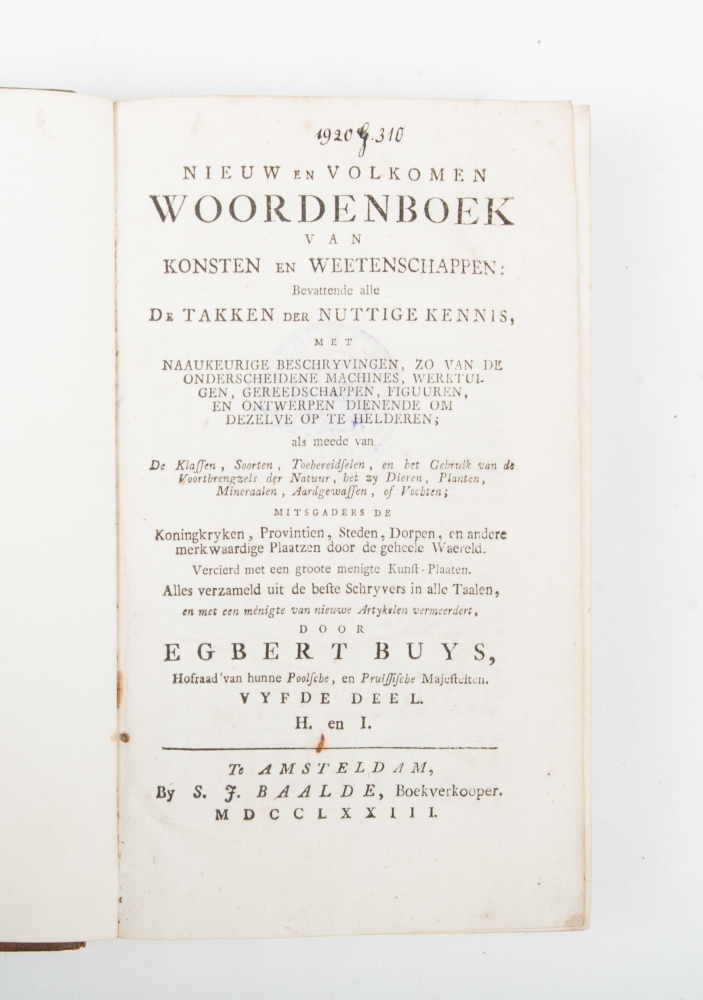 1920 G.310
NIEUW EN VOLKOMEN
WOORDENBOEK
VAN
KONSTEN EN WEETENSCHAPPEN:
Bevattende alle
DE TAKKEN DER NUTTIGE KENNIS,
MET
NAAUKEURIGE BESCHRYVINGEN, ZO VAN DE
ONDERSCHEIDENE MACHINES, WERKTUI-
GEN, GEREEDSCHAPPEN, FIGUUREN,
EN ONTWERPEN DIENENDE OM
DEZELVE OP TE HELDEREN;
als meede van
De Klaſſen, Soorten, Toebereidſelen, en het Gebruik van de
Voortbrengzels der Natuur, het zy Dieren, Planten,
Mineraalen, Aardgewaſſen, of Vochten;
MITSGADERS DE
Koningkryken, Provintien, Steden, Dorpen, en andere
merkwaardige Plaatzen door de geheele Waereld.
Vercierd met een groote menigte Kunſt-Plaaten.
Alles verzameld uit de beſte Schryvers in alle Taalen,
en met een ménigte van nieuwe Artykelen vermeerdert,
DOOR
EGBERT BUYS,
Hofraad van hunne Poolſche, en Pruiſſiſche Majeſteiten.
VYFDE DEEL.
H. en I.
Te AMSTELDAM,
By S. J. BAALDE, Boekverkooper.
MDCCLXXIII.